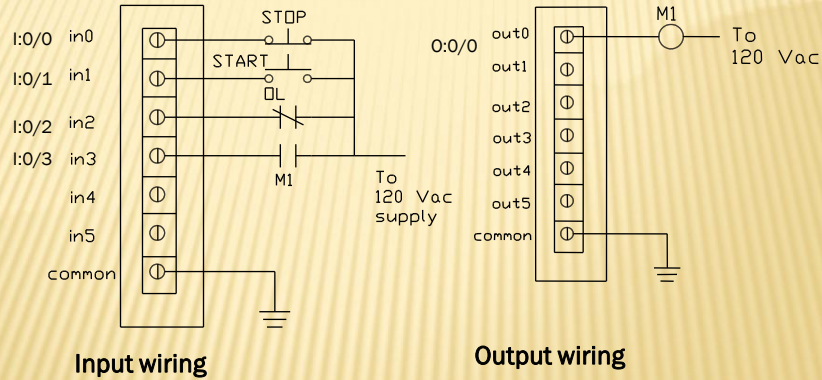 STOP
I:0/0 in0
START
I:0/1 in1
OL
I:0/2 in2
I:0/3 in3
M1
To
120 Vac
supply
in4
in5
common
Input wiring
M1
O:0/0 out0
To
120 Vac
out1
out2
out3
out4
out5
common
Output wiring